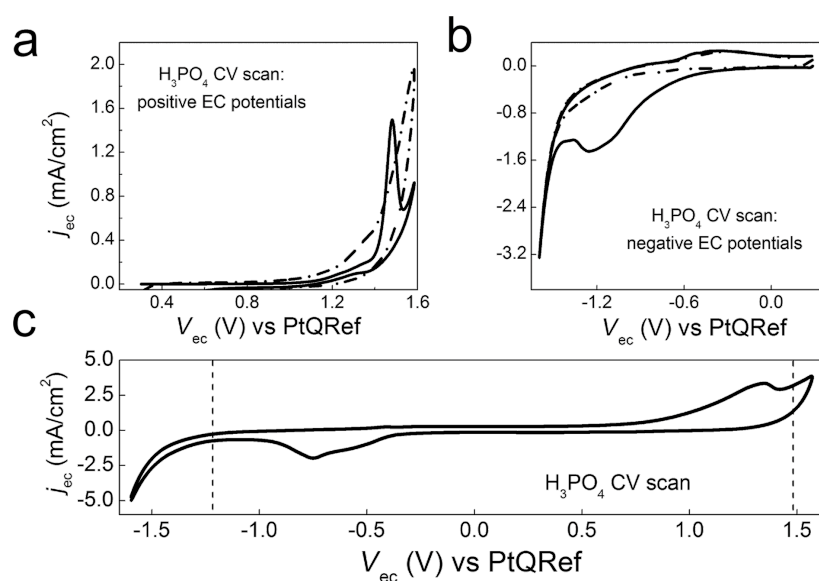 a
H₃PO₄ CV scan:
positive EC potentials
2.0
1.6
1.2
0.8
0.4
0.0
jec (mA/cm²)
0.4
0.8
1.2
1.6
Vec (V) vs PtQRef
b
0.0
-0.8
-1.6
-2.4
-3.2
H₃PO₄ CV scan:
negative EC potentials
-1.2
-0.6
0.0
Vec (V) vs PtQRef
c
5.0
2.5
0.0
-2.5
-5.0
jec (mA/cm²)
H₃PO₄ CV scan
-1.5
-1.0
-0.5
0.0
0.5
1.0
1.5
Vec (V) vs PtQRef